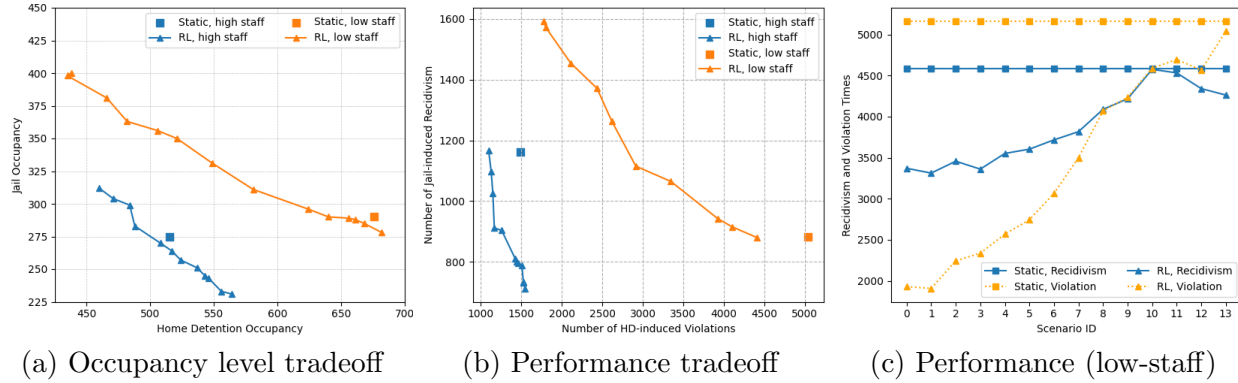 450
425
400
375
350
325
300
275
250
225
Jail Occupancy
Static, high staff
RL, high staff
Static, low staff
RL, low staff
450
500
550
600
650
700
Home Detention Occupancy
(a) Occupancy level tradeoff
1600
1400
1200
1000
800
Number of Jail-induced Recidivism
Static, high staff
RL, high staff
Static, low staff
RL, low staff
1000
1500
2000
2500
3000
3500
4000
4500
5000
Number of HD-induced Violations
(b) Performance tradeoff
5000
4500
4000
3500
3000
2500
2000
Recidivism and Violation Times
Static, Recidivism
Static, Violation
RL, Recidivism
RL, Violation
0
1
2
3
4
5
6
7
8
9
10
11
12
13
Scenario ID
(c) Performance (low-staff)